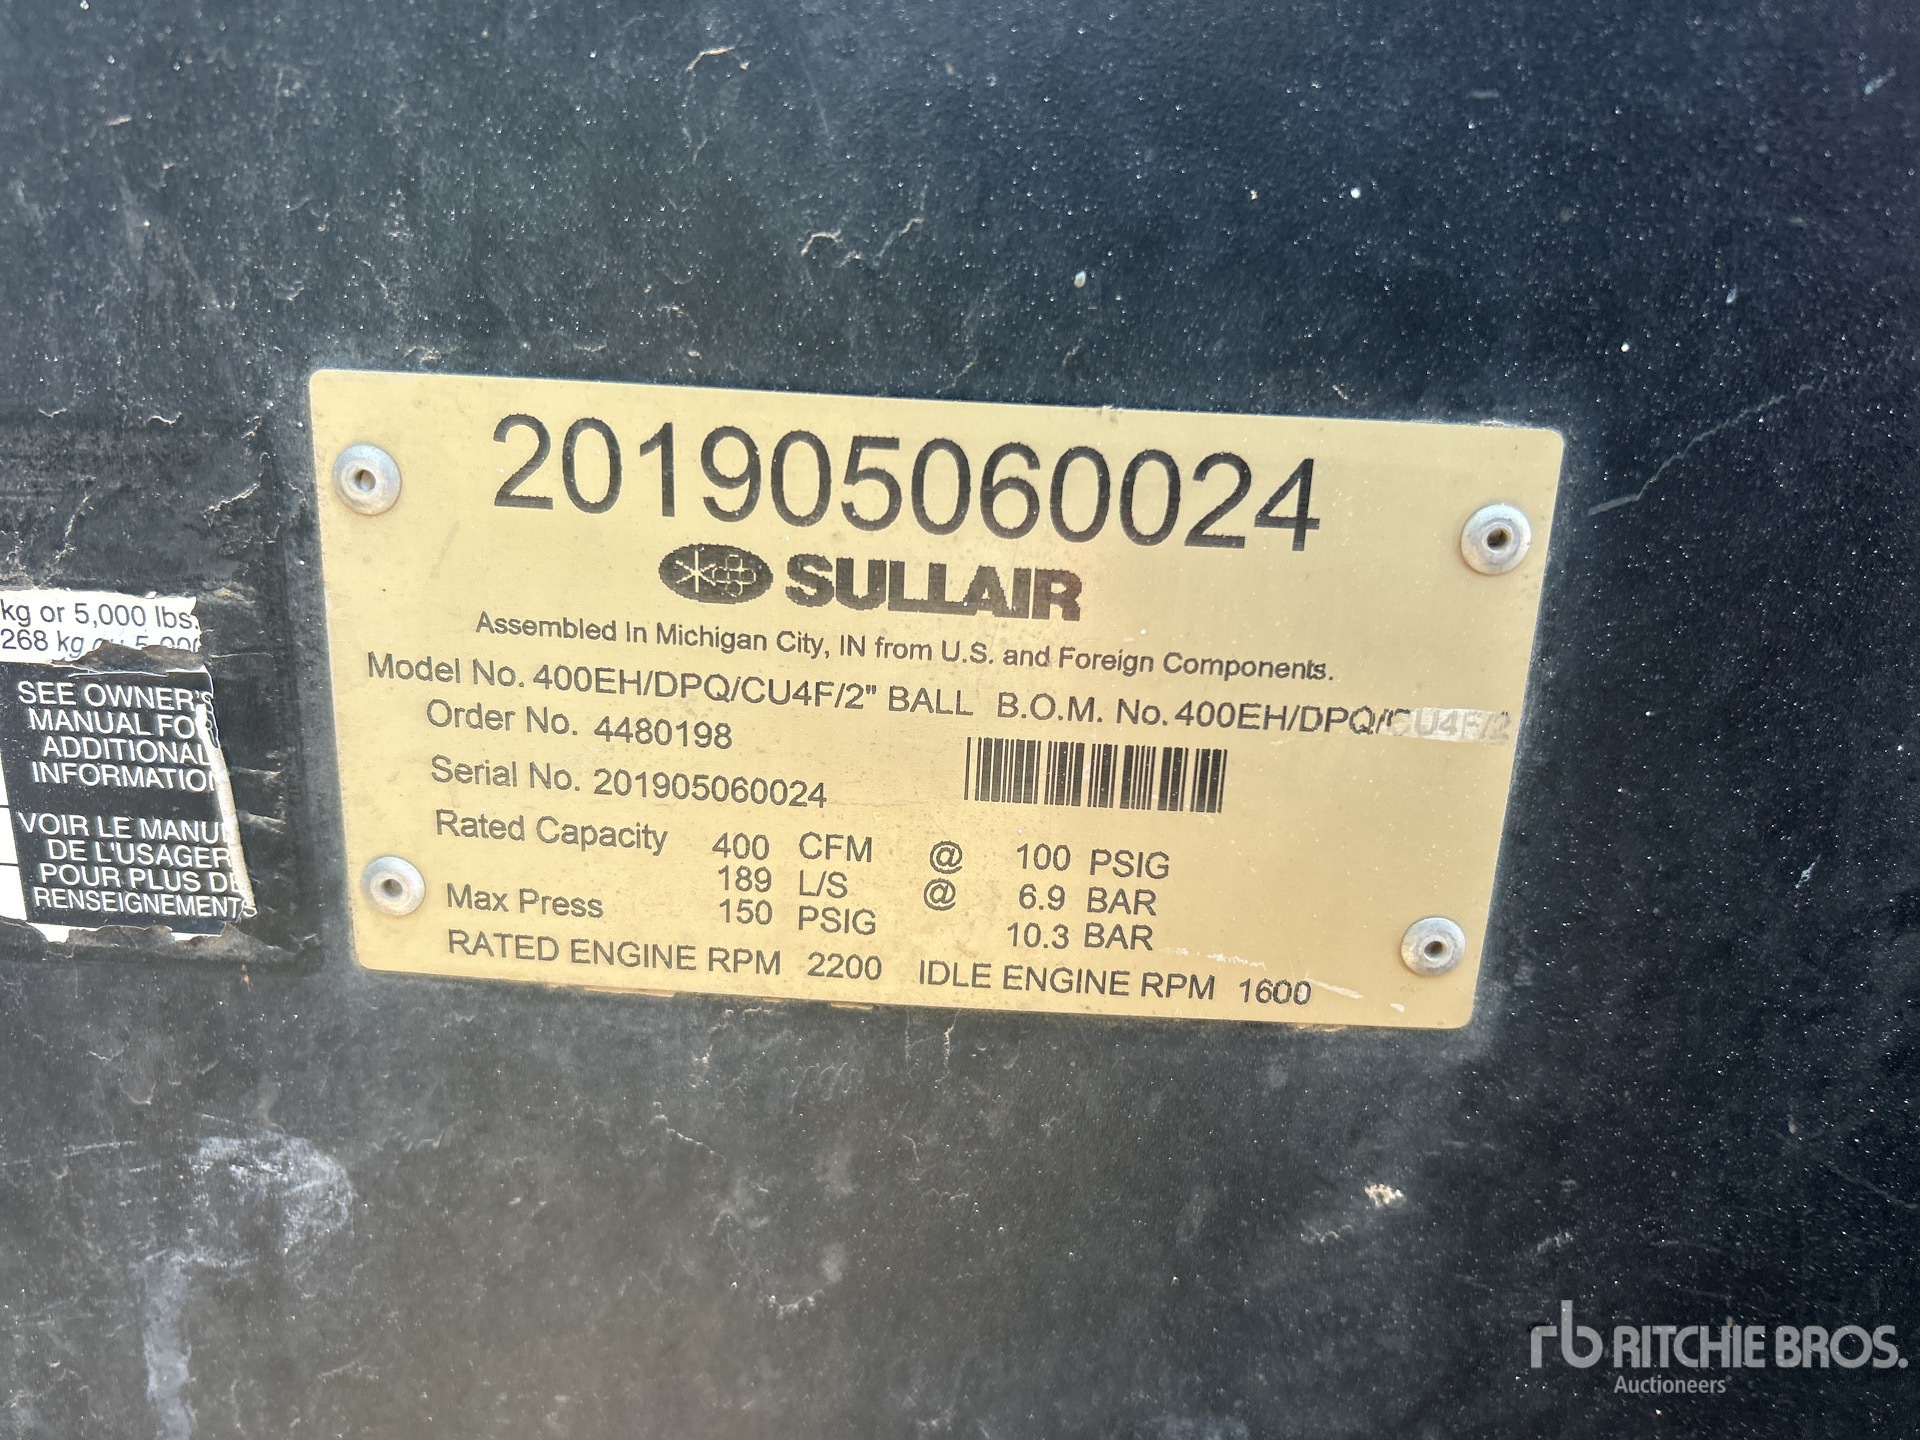 201905060024
SULLAIR
Assembled In Michigan City, IN from U.S. and Foreign Components.
Model No. 400EH/DPQ/CU4F/2" BALL B.O.M. No. 400EH/DPQ/CU4F/2
Order No. 4480198
Serial No. 201905060024
Rated Capacity 400 CFM @ 100 PSIG
189 L/S @ 6.9 BAR
Max Press 150 PSIG 10.3 BAR
RATED ENGINE RPM 2200 IDLE ENGINE RPM 1600
kg or 5,000 lbs.
268 kg
SEE OWNER'S
MANUAL FO
ADDITIONAL
INFORMATIO
VOIR LE MANU
DE L'USAGER
POUR PLUS DE
RENSEIGNEMENTS
rb RITCHIE BROS.
Auctioneers